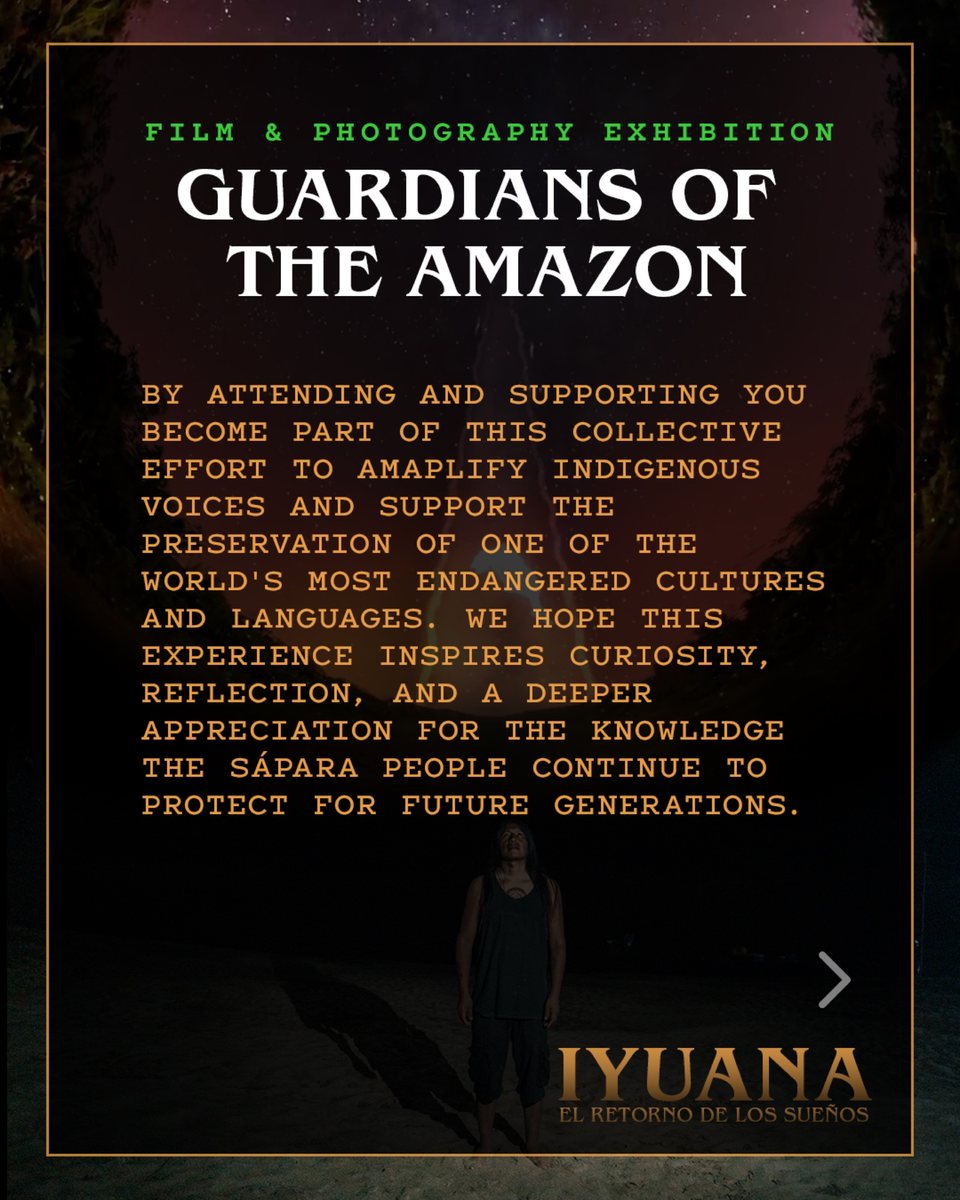 FILM & PHOTOGRAPHY EXHIBITION
GUARDIANS OF
THE AMAZON
BY ATTENDING AND SUPPORTING YOU
BECOME PART OF THIS COLLECTIVE
EFFORT TO AMAPLIFY INDIGENOUS
VOICES AND SUPPORT THE
PRESERVATION OF ONE OF THE
WORLD'S MOST ENDANGERED CULTURES
AND LANGUAGES. WE HOPE THIS
EXPERIENCE INSPIRES CURIOSITY,
REFLECTION, AND A DEEPER
APPRECIATION FOR THE KNOWLEDGE
THE SÁPARA PEOPLE CONTINUE TO
PROTECT FOR FUTURE GENERATIONS.
IYUANA
EL RETORNO DE LOS SUEÑOS